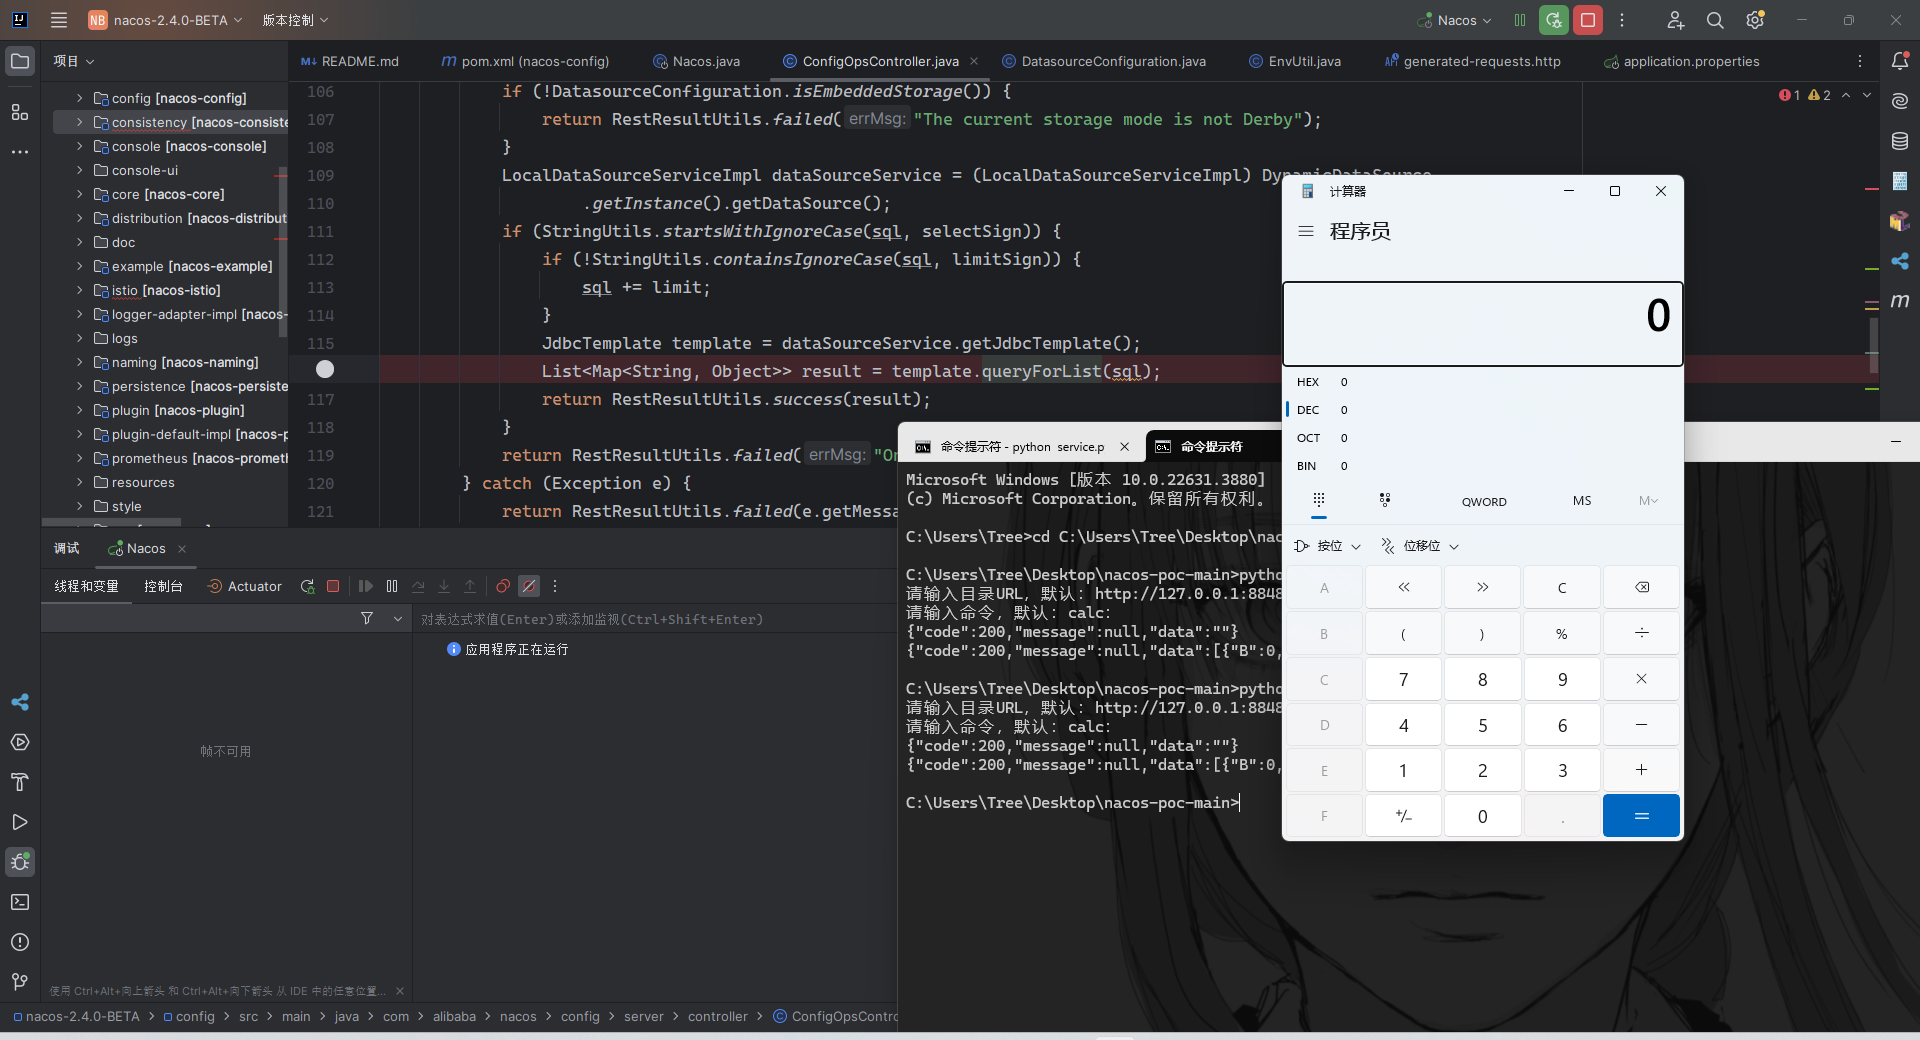 NB nacos-2.4.0-BETA 版本控制 Nacos
项目
README.md pom.xml (nacos-config) Nacos.java ConfigOpsController.java DatasourceConfiguration.java EnvUtil.java generated-requests.http application.properties
config [nacos-config]
consistency [nacos-consiste
console [nacos-console]
console-ui
core [nacos-core]
distribution [nacos-distribut
doc
example [nacos-example]
istio [nacos-istio]
logger-adapter-impl [nacos-
logs
naming [nacos-naming]
persistence [nacos-persiste
plugin [nacos-plugin]
plugin-default-impl [nacos-p
prometheus [nacos-prometh
resources
style
1 2
106 if (!DatasourceConfiguration.isEmbeddedStorage()) {
107 return RestResultUtils.failed( errMsg: "The current storage mode is not Derby");
108 }
109 LocalDataSourceServiceImpl dataSourceService = (LocalDataSourceServiceImpl) DynamicDataSource
110 .getInstance().getDataSource();
111 if (StringUtils.startsWithIgnoreCase(sql, selectSign)) {
112 if (!StringUtils.containsIgnoreCase(sql, limitSign)) {
113 sql += limit;
114 }
115 JdbcTemplate template = dataSourceService.getJdbcTemplate();
List<Map<String, Object>> result = template.queryForList(sql);
117 return RestResultUtils.success(result);
118 }
119 return RestResultUtils.failed( errMsg: "On
120 } catch (Exception e) {
121 return RestResultUtils.failed(e.getMessa
调试 Nacos
线程和变量 控制台 Actuator
对表达式求值(Enter)或添加监视(Ctrl+Shift+Enter)
应用程序正在运行
帧不可用
使用 Ctrl+Alt+向上箭头 和 Ctrl+Alt+向下箭头 从 IDE 中的任意位置...
nacos-2.4.0-BETA > config > src > main > java > com > alibaba > nacos > config > server > controller > ConfigOpsContro
命令提示符 - python service.p 命令提示符
Microsoft Windows [版本 10.0.22631.3880]
(c) Microsoft Corporation。保留所有权利。
C:\Users\Tree>cd C:\Users\Tree\Desktop\nac
C:\Users\Tree\Desktop\nacos-poc-main>pytho
请输入目录URL，默认：http://127.0.0.1:8848
请输入命令，默认：calc:
{"code":200,"message":null,"data":""}
{"code":200,"message":null,"data":[{"B":0,
C:\Users\Tree\Desktop\nacos-poc-main>pytho
请输入目录URL，默认：http://127.0.0.1:8848
请输入命令，默认：calc:
{"code":200,"message":null,"data":""}
{"code":200,"message":null,"data":[{"B":0,
C:\Users\Tree\Desktop\nacos-poc-main>
计算器
程序员
0
HEX 0
DEC 0
OCT 0
BIN 0
QWORD MS M
按位 位移位
A << >> C
B ( ) % ÷
C 7 8 9 ×
D 4 5 6 −
E 1 2 3 +
F +/− 0 . =